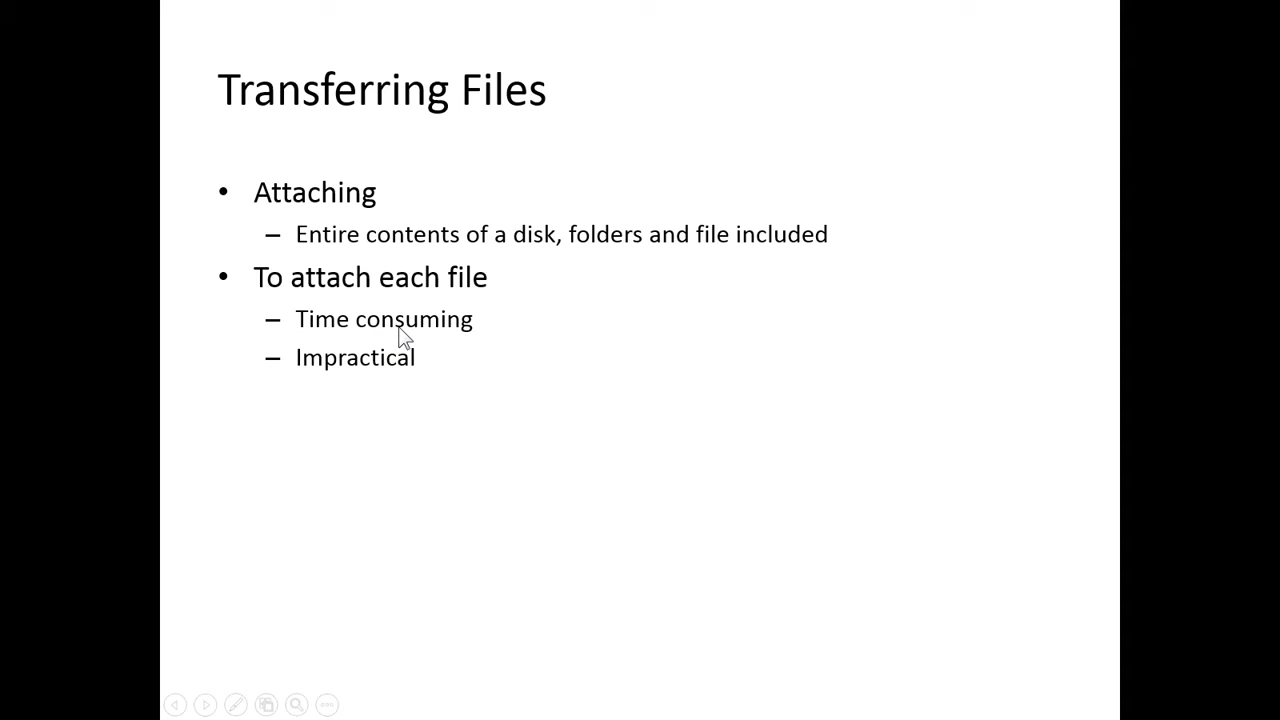 Transferring Files
• Attaching
– Entire contents of a disk, folders and file included
• To attach each file
– Time consuming
– Impractical